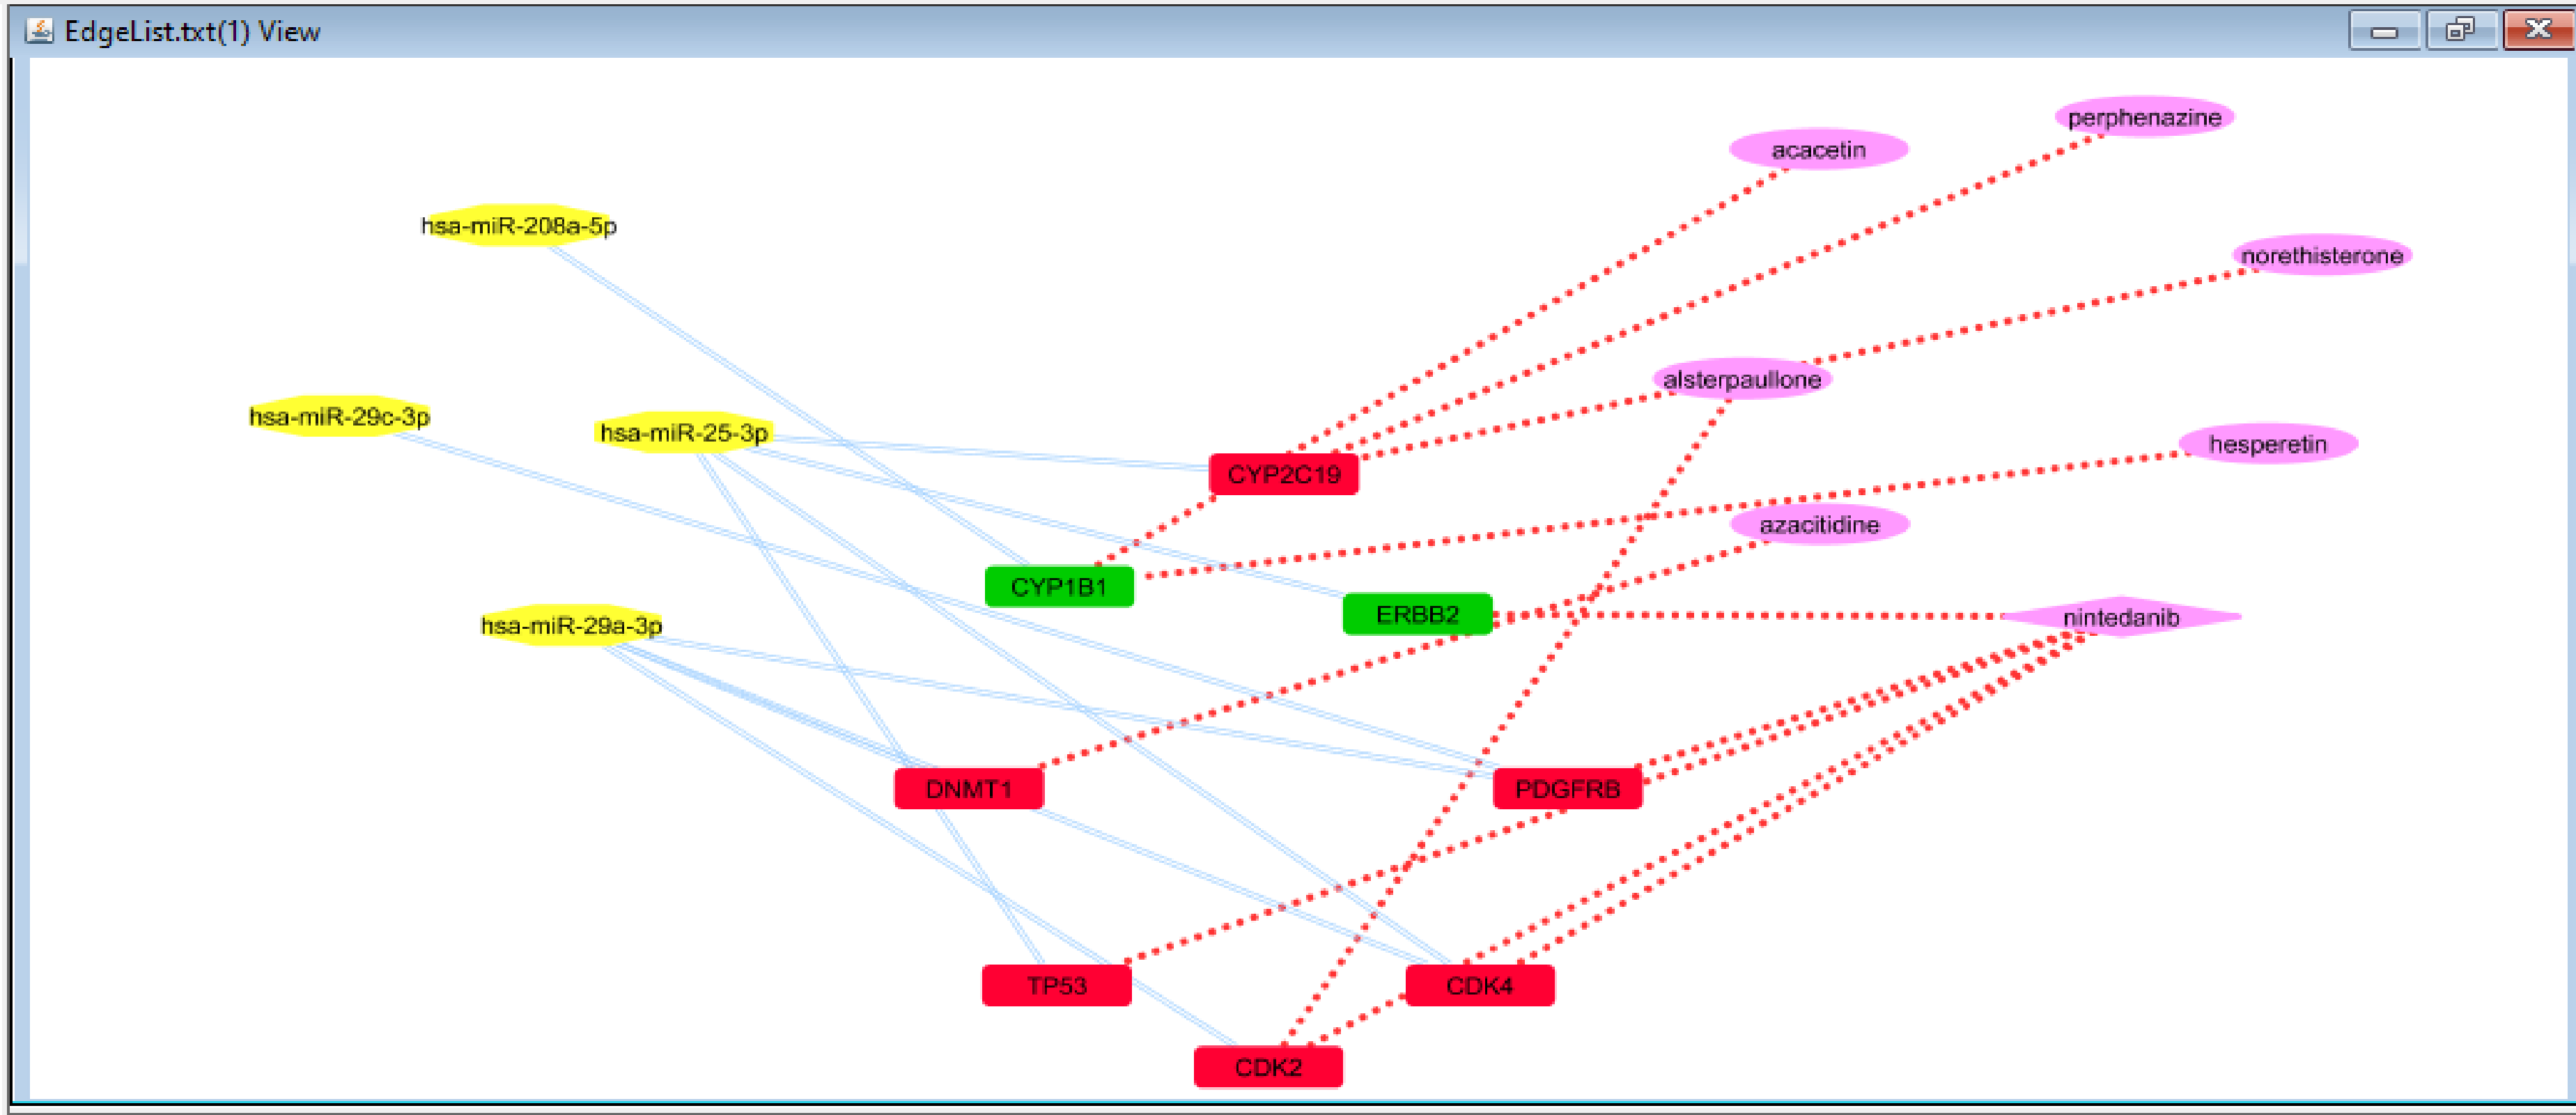 EdgeList.txt(1) View
perphenazine
acacetin
hsa-miR-208a-5p
norethisterone
alsterpaullone
hsa-miR-29c-3p
hsa-miR-25-3p
hesperetin
CYP2C19
azacitidine
CYP1B1
ERBB2
nintedanib
hsa-miR-29a-3p
DNMT1
PDGFRB
TP53
CDK4
CDK2